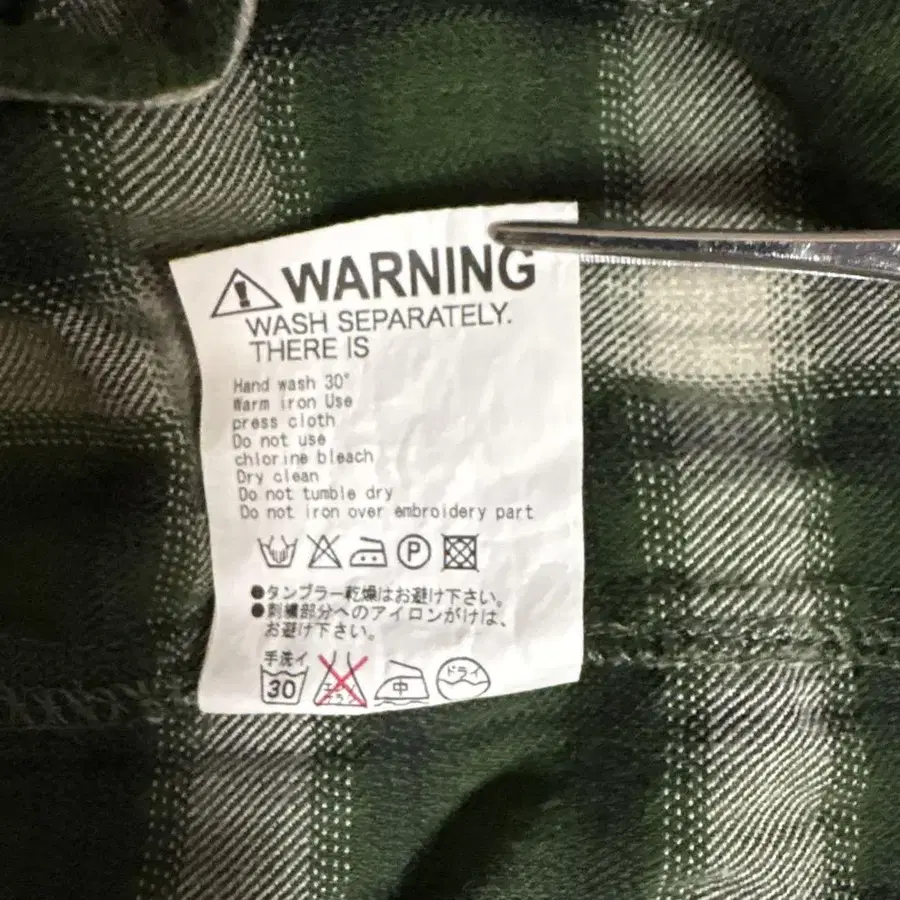 WARNING
WASH SEPARATELY.
THERE IS
Hand wash 30°
Warm iron Use
press cloth
Do not use
chlorine bleach
Dry clean
Do not tumble dry
Do not iron over embroidery part
P
●タンブラー乾燥はお避け下さい。
●刺繍部分へのアイロンがけは、
お避け下さい。
手洗イ
30 中 ドライ